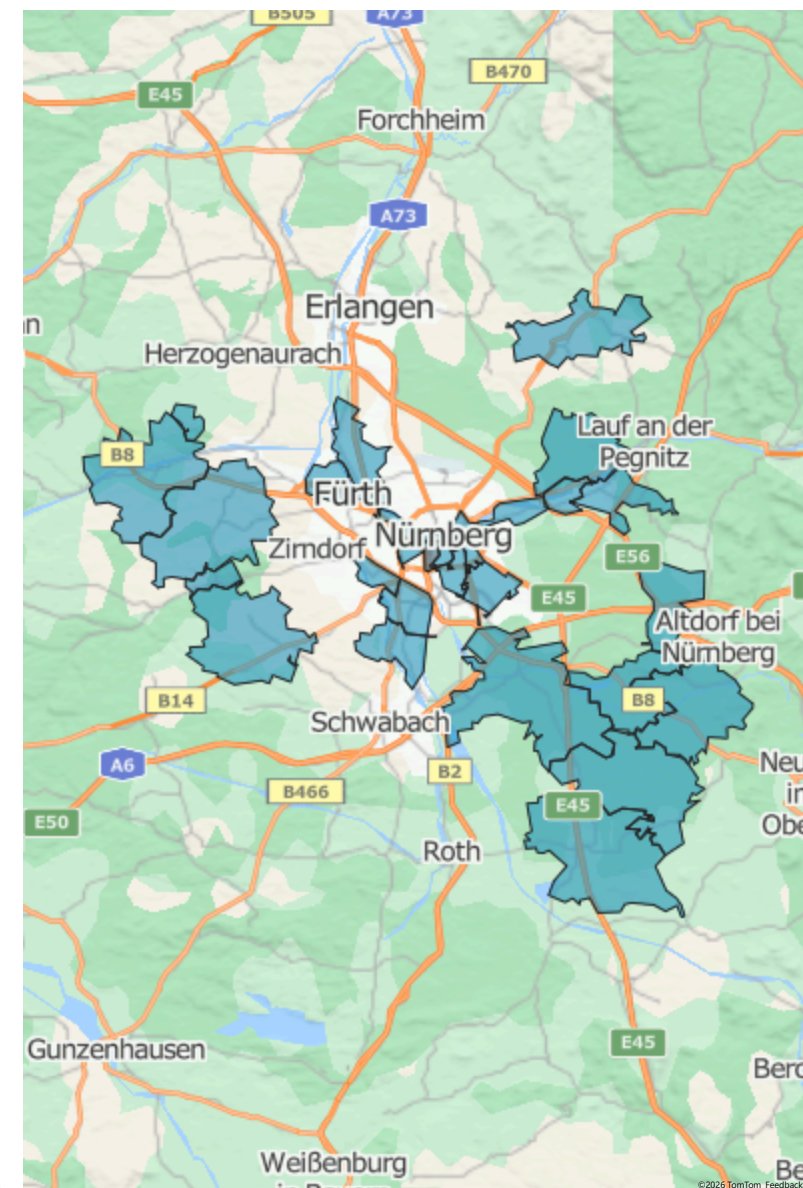 B505
A73
B470
E45
Forchheim
A73
Erlangen
Herzogenaurach
Lauf an der
Pegnitz
B8
Fürth
Nürnberg
Zirndorf
E56
E45
Altdorf bei
Nürnberg
B14
B8
Schwabach
A6
B2
B466
E45
E50
Roth
E45
Gunzenhausen
Weißenburg
©2026 TomTom Feedback